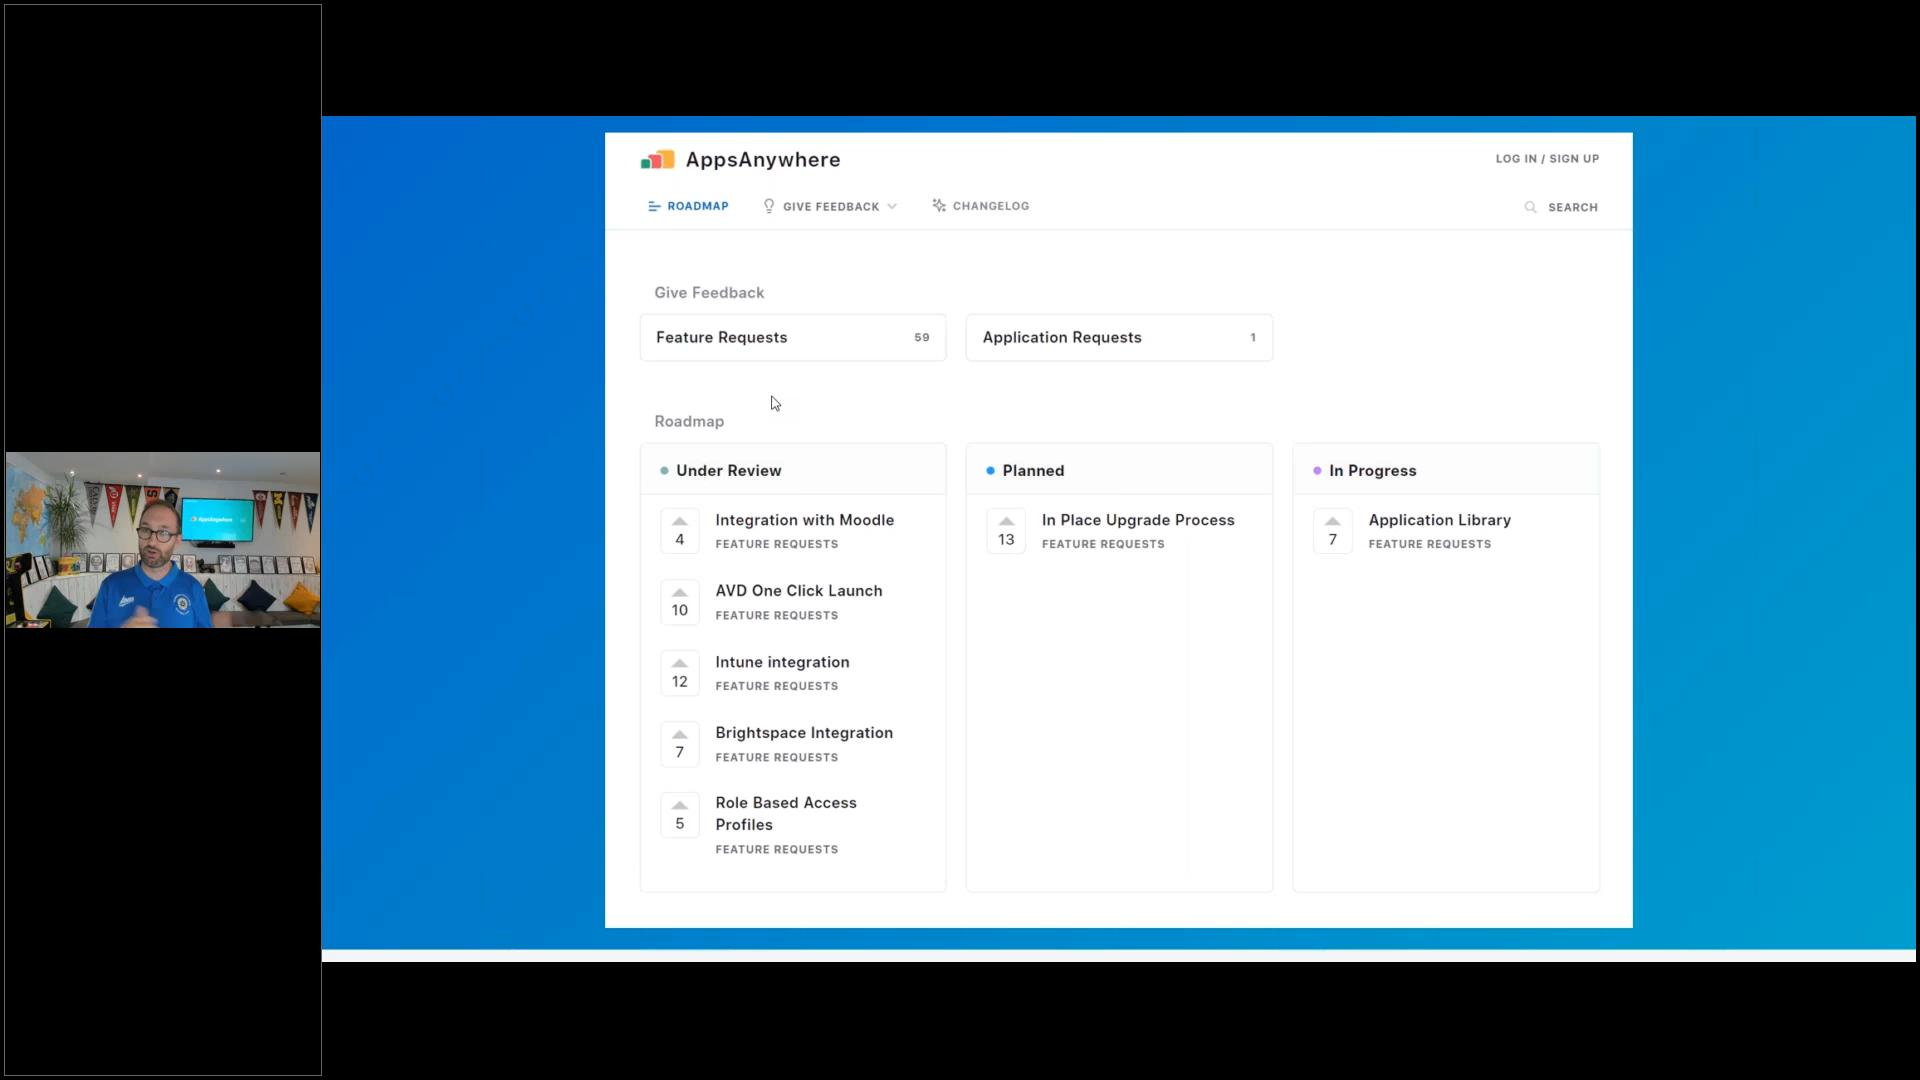 AppsAnywhere
LOG IN / SIGN UP
ROADMAP
GIVE FEEDBACK
CHANGELOG
SEARCH
Give Feedback
Feature Requests 59
Application Requests 1
Roadmap
Under Review
4
Integration with Moodle
FEATURE REQUESTS
10
AVD One Click Launch
FEATURE REQUESTS
12
Intune integration
FEATURE REQUESTS
7
Brightspace Integration
FEATURE REQUESTS
5
Role Based Access
Profiles
FEATURE REQUESTS
Planned
13
In Place Upgrade Process
FEATURE REQUESTS
In Progress
7
Application Library
FEATURE REQUESTS
AppsAnywhere